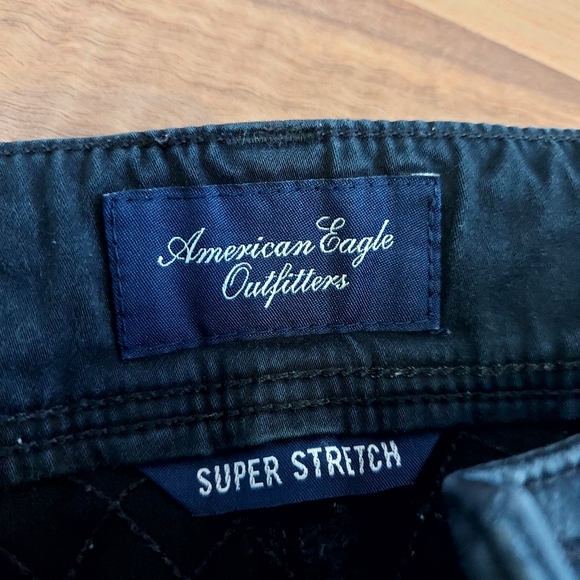 American Eagle
Outfitters
SUPER STRETCH